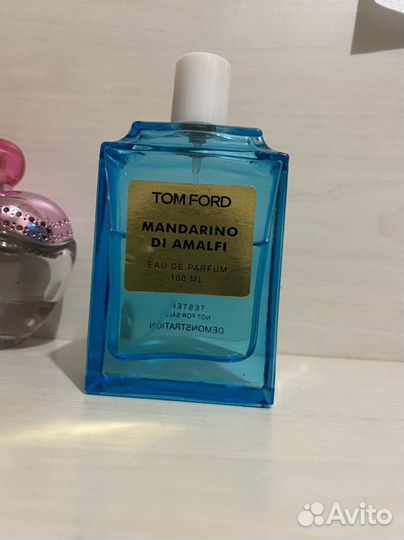 TOM FORD
MANDARINO
DI AMALFI
EAU DE PARFUM
100 ML
TESTER
NOT FOR SALE
DEMONSTRATION
Avito